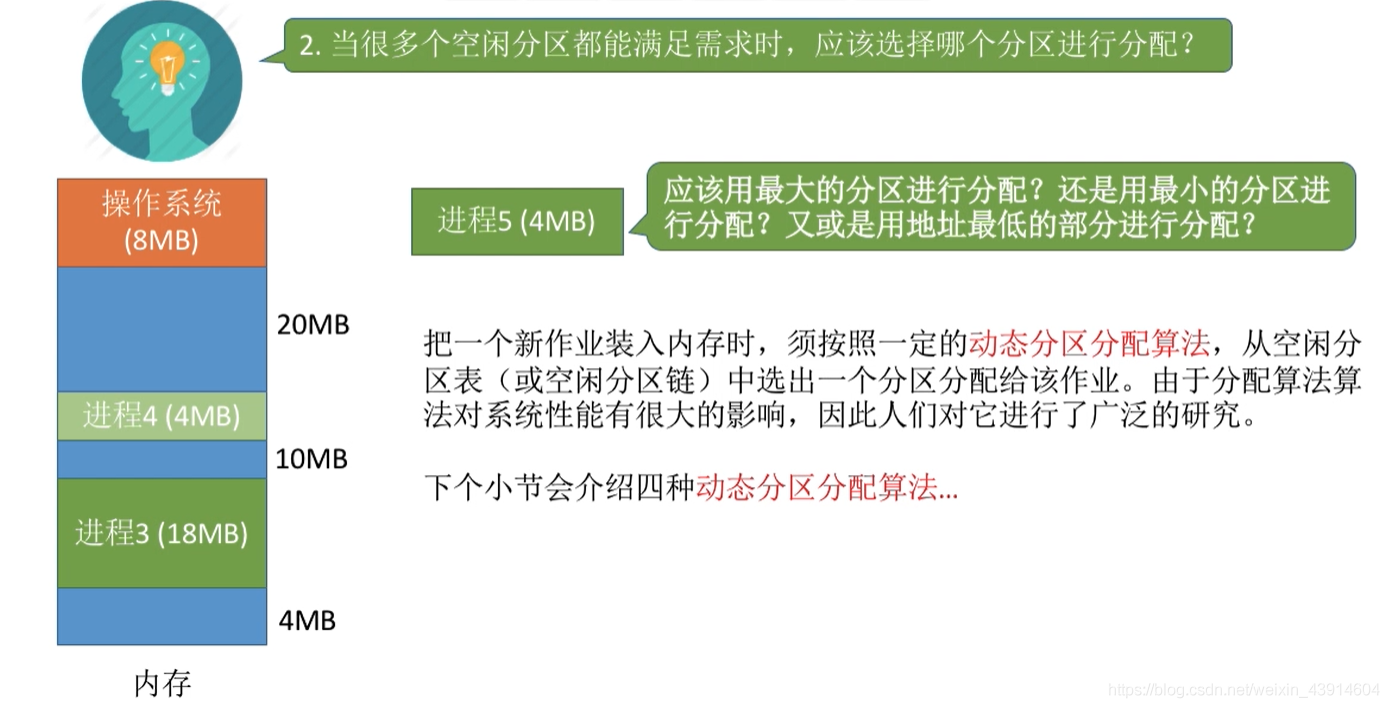 2. 当很多个空闲分区都能满足需求时，应该选择哪个分区进行分配？
操作系统
(8MB)
20MB
进程4 (4MB)
10MB
进程3 (18MB)
4MB
内存
进程5 (4MB)
应该用最大的分区进行分配？还是用最小的分区进
行分配？又或是用地址最低的部分进行分配？
把一个新作业装入内存时，须按照一定的动态分区分配算法，从空闲分
区表（或空闲分区链）中选出一个分区分配给该作业。由于分配算法算
法对系统性能有很大的影响，因此人们对它进行了广泛的研究。
下个小节会介绍四种动态分区分配算法...
https://blog.csdn.net/weixin_43914604